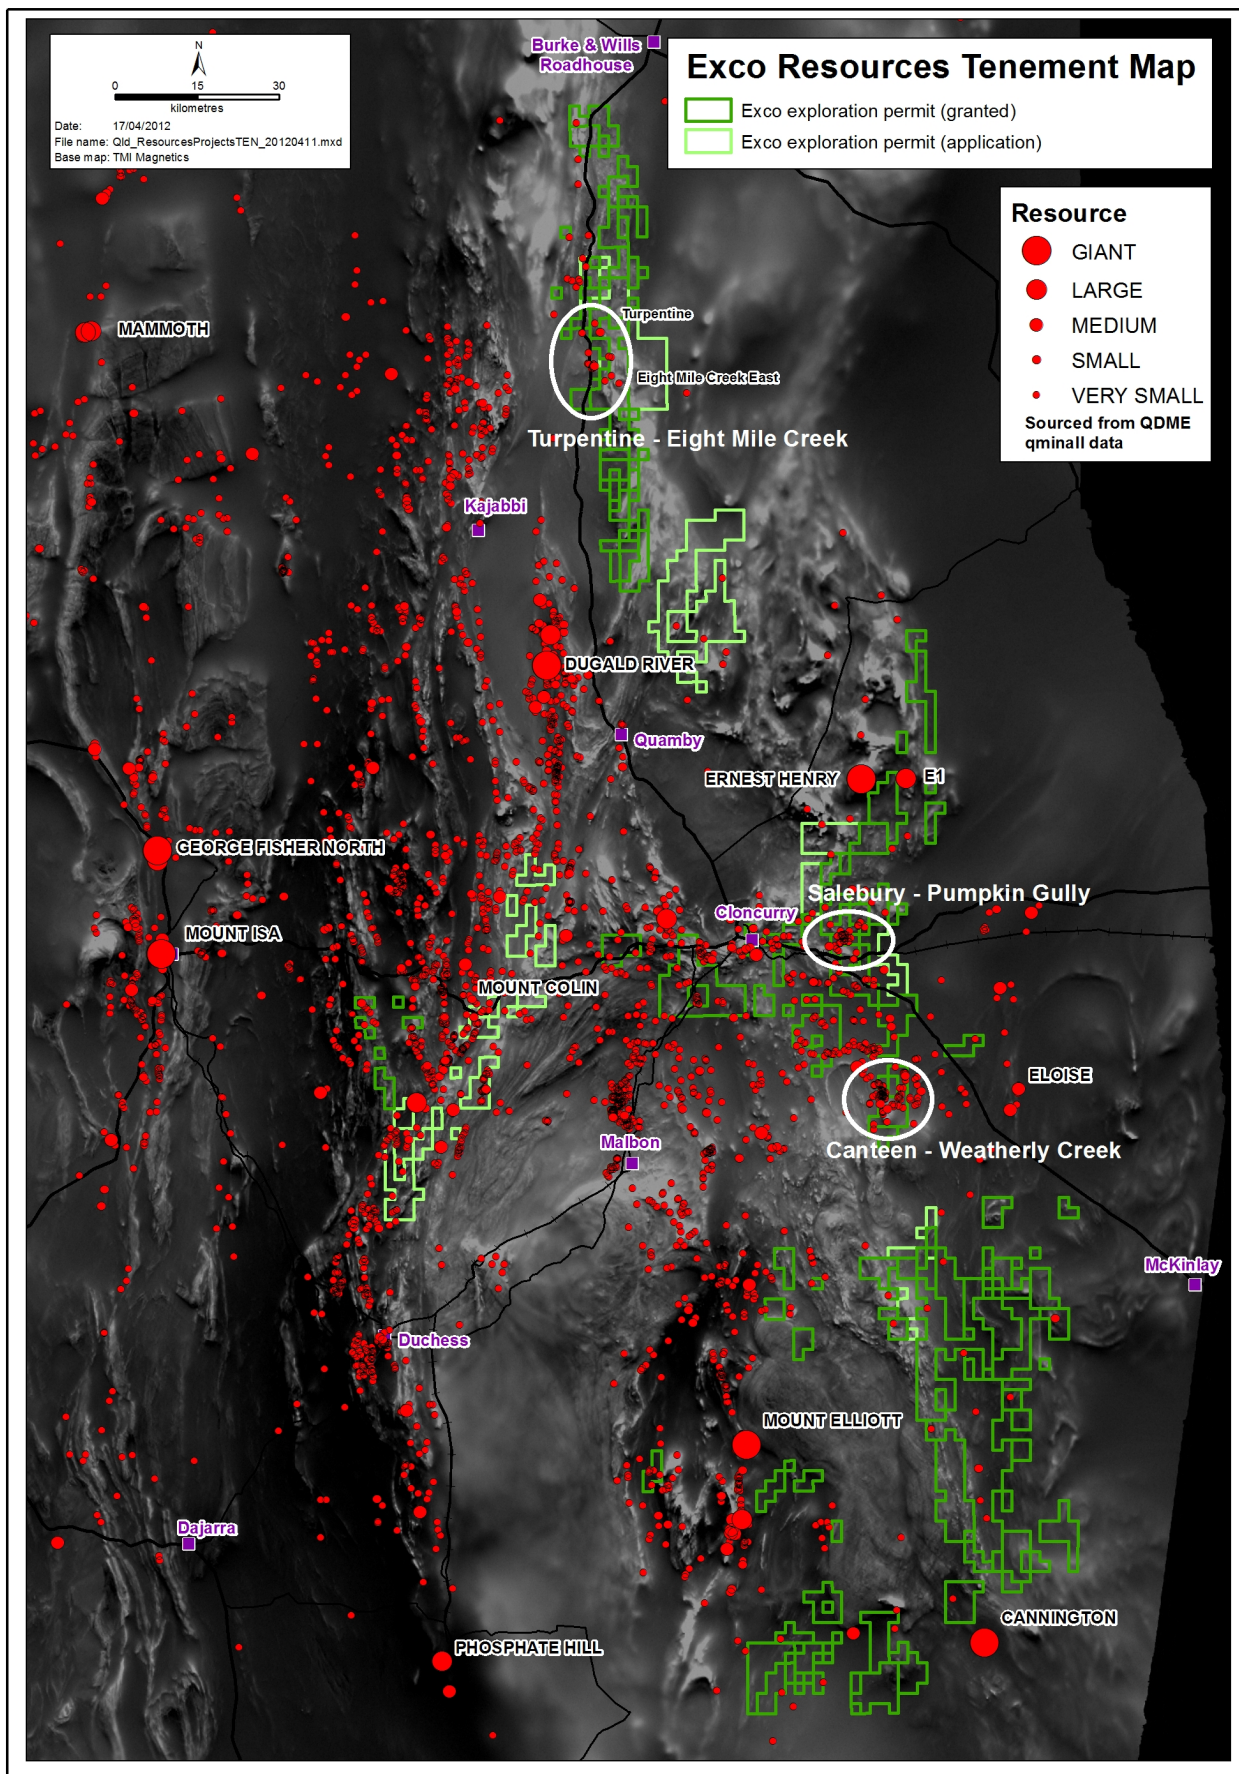 N
0 15 30
kilometres
Date: 17/04/2012
File name: Qld_ResourcesProjectsTEN_20120411.mxd
Base map: TMI Magnetics
Burke & Wills
Roadhouse
Exco Resources Tenement Map
Exco exploration permit (granted)
Exco exploration permit (application)
Resource
GIANT
LARGE
MEDIUM
SMALL
VERY SMALL
Sourced from QDME
qminall data
MAMMOTH
Turpentine
Eight Mile Creek East
Turpentine - Eight Mile Creek
Kajabbi
DUGALD RIVER
Quamby
ERNEST HENRY
E1
GEORGE FISHER NORTH
Salebury - Pumpkin Gully
Cloncurry
MOUNT ISA
MOUNT COLIN
ELOISE
Malbon
Canteen - Weatherly Creek
McKinlay
Duchess
MOUNT ELLIOTT
Dajarra
CANNINGTON
PHOSPHATE HILL